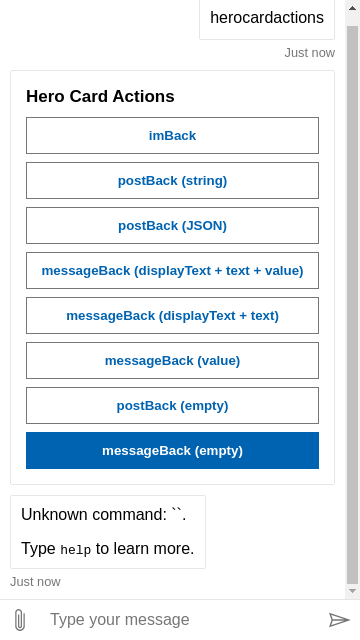 herocardactions
Just now
Hero Card Actions
imBack
postBack (string)
postBack (JSON)
messageBack (displayText + text + value)
messageBack (displayText + text)
messageBack (value)
postBack (empty)
messageBack (empty)
Unknown command: ``.
Type help to learn more.
Just now
Type your message